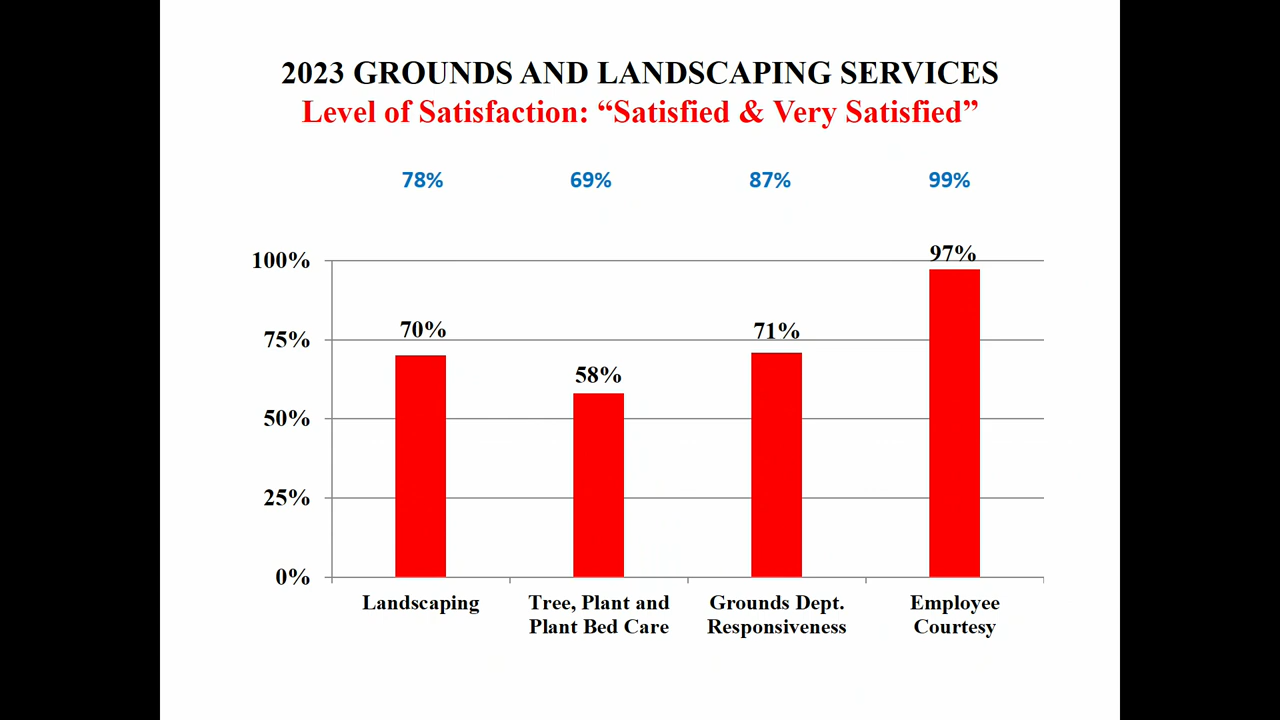 2023 GROUNDS AND LANDSCAPING SERVICES
Level of Satisfaction: “Satisfied & Very Satisfied”
78% 69% 87% 99%
97%
100%
70% 71%
75%
58%
50%
25%
0%
Landscaping Tree, Plant and Grounds Dept. Employee
Plant Bed Care Responsiveness Courtesy